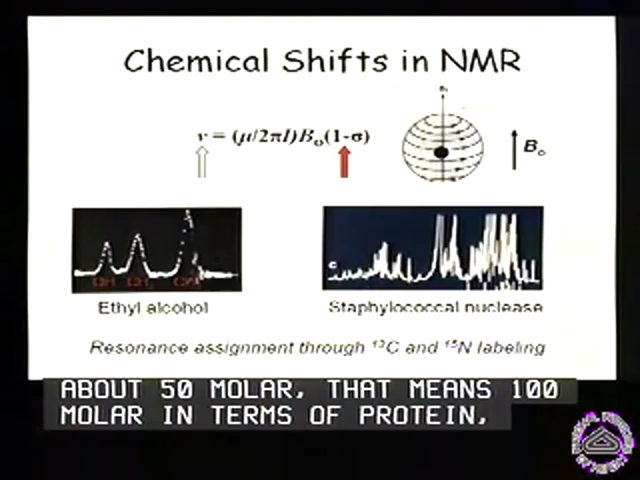 Chemical Shifts in NMR
ν = (μ/2πI)B₀(1-σ)
B₀
Ethyl alcohol
Staphylococcal nuclease
Resonance assignment through ¹³C and ¹⁵N labeling
ABOUT 50 MOLAR, THAT MEANS 100
MOLAR IN TERMS OF PROTEIN,